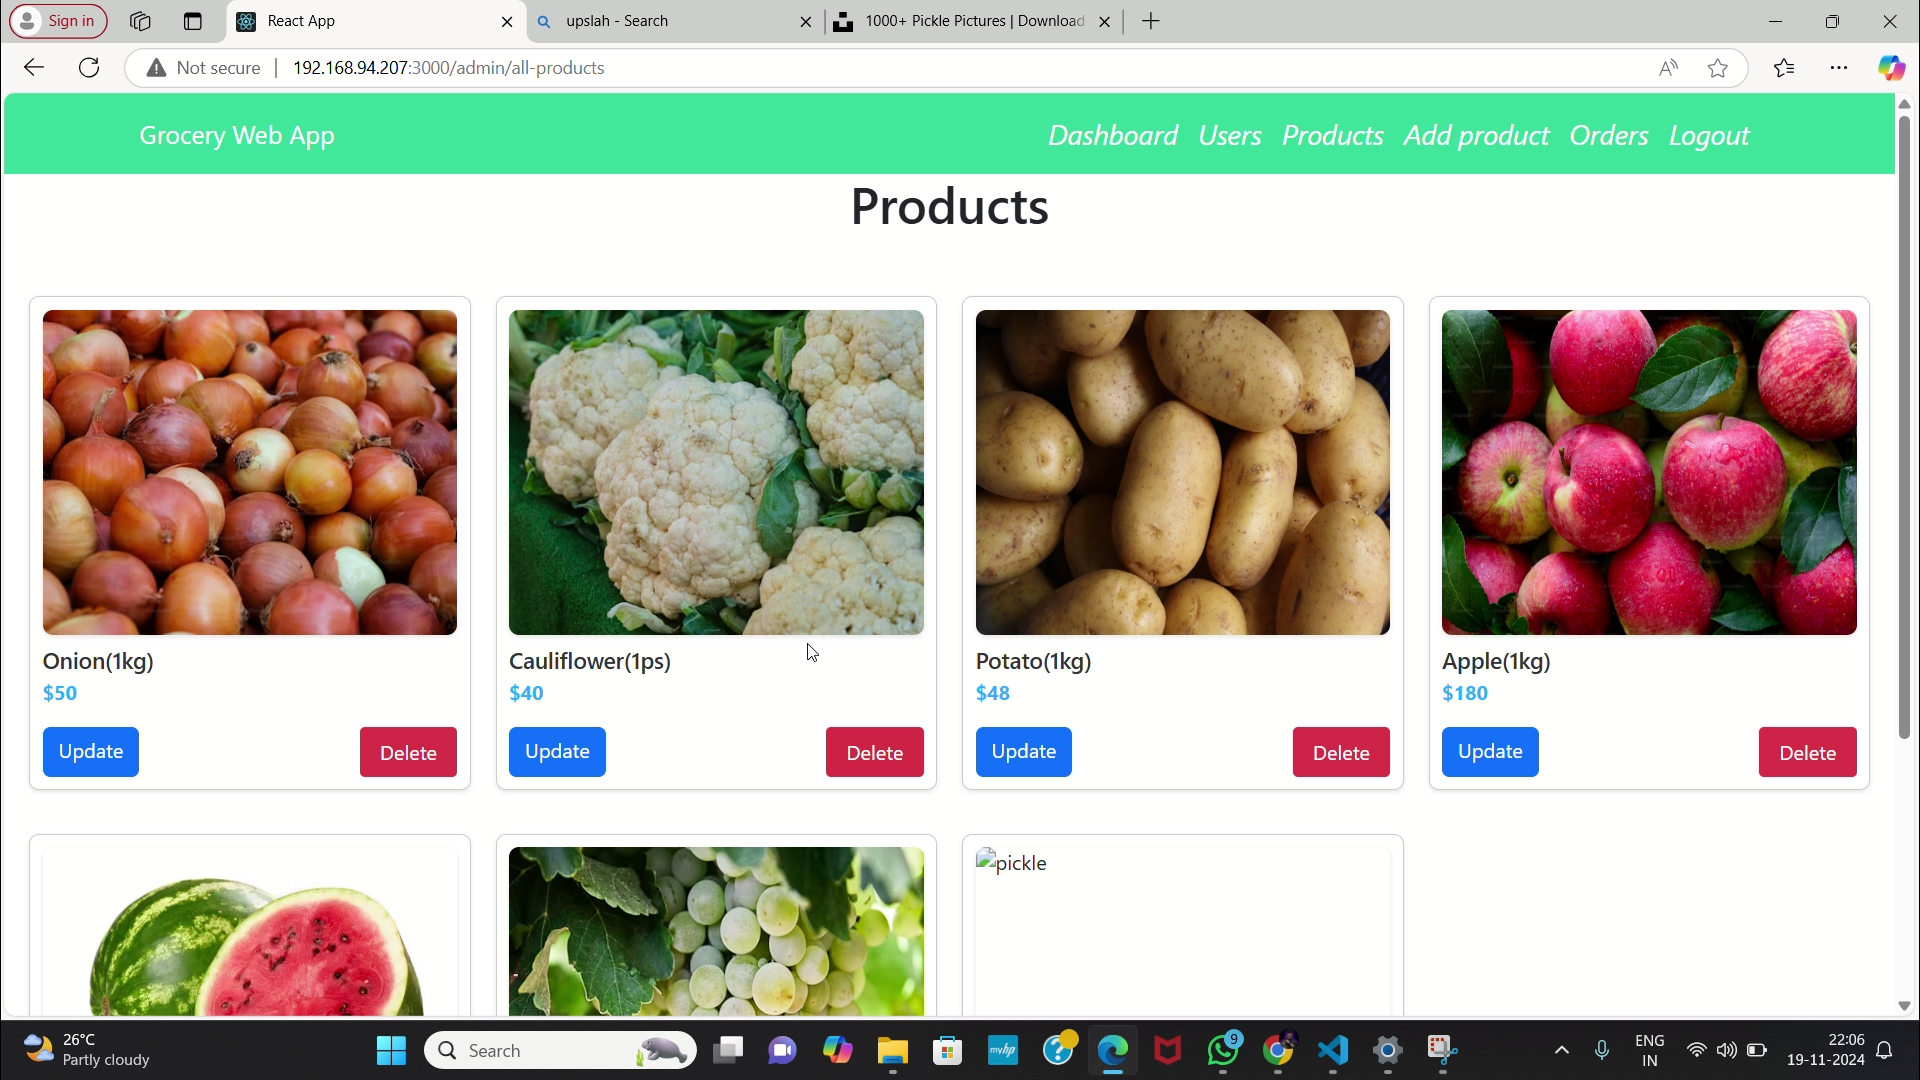 Sign in
React App
upslah - Search
1000+ Pickle Pictures | Download
Not secure
192.168.94.207:3000/admin/all-products
Grocery Web App
Dashboard Users Products Add product Orders Logout
Products
Onion(1kg)
$50
Update Delete
Cauliflower(1ps)
$40
Update Delete
Potato(1kg)
$48
Update Delete
Apple(1kg)
$180
Update Delete
pickle
26°C
Partly cloudy
Search
myhp
9
ENG
IN
22:06
19-11-2024